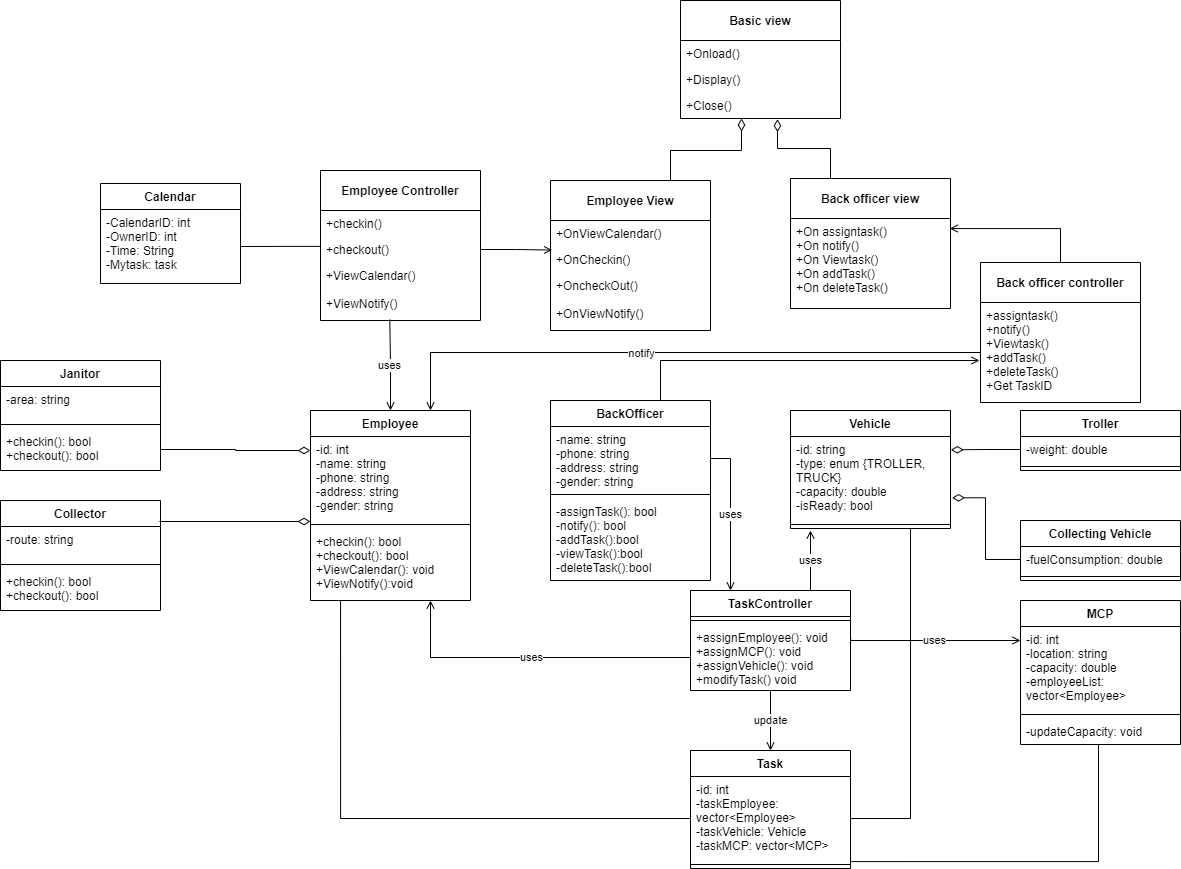 Basic view
+Onload()
+Display()
+Close()
Calendar
-CalendarID: int
-OwnerID: int
-Time: String
-Mytask: task
Employee Controller
+checkin()
+checkout()
+ViewCalendar()
+ViewNotify()
Employee View
+OnViewCalendar()
+OnCheckin()
+OncheckOut()
+OnViewNotify()
Back officer view
+On assigntask()
+On notify()
+On Viewtask()
+On addTask()
+On deleteTask()
Back officer controller
+assigntask()
+notify()
+Viewtask()
+addTask()
+deleteTask()
+Get TaskID
uses
notify
Janitor
-area: string
+checkin(): bool
+checkout(): bool
Collector
-route: string
+checkin(): bool
+checkout(): bool
Employee
-id: int
-name: string
-phone: string
-address: string
-gender: string
+checkin(): bool
+checkout(): bool
+ViewCalendar(): void
+ViewNotify():void
BackOfficer
-name: string
-phone: string
-address: string
-gender: string
-assignTask(): bool
-notify(): bool
-addTask():bool
-viewTask():bool
-deleteTask():bool
uses
Vehicle
-id: string
-type: enum {TROLLER,
TRUCK}
-capacity: double
-isReady: bool
Troller
-weight: double
Collecting Vehicle
-fuelConsumption: double
uses
TaskController
+assignEmployee(): void
+assignMCP(): void
+assignVehicle(): void
+modifyTask() void
uses
uses
MCP
-id: int
-location: string
-capacity: double
-employeeList:
vector<Employee>
-updateCapacity: void
update
Task
-id: int
-taskEmployee:
vector<Employee>
-taskVehicle: Vehicle
-taskMCP: vector<MCP>